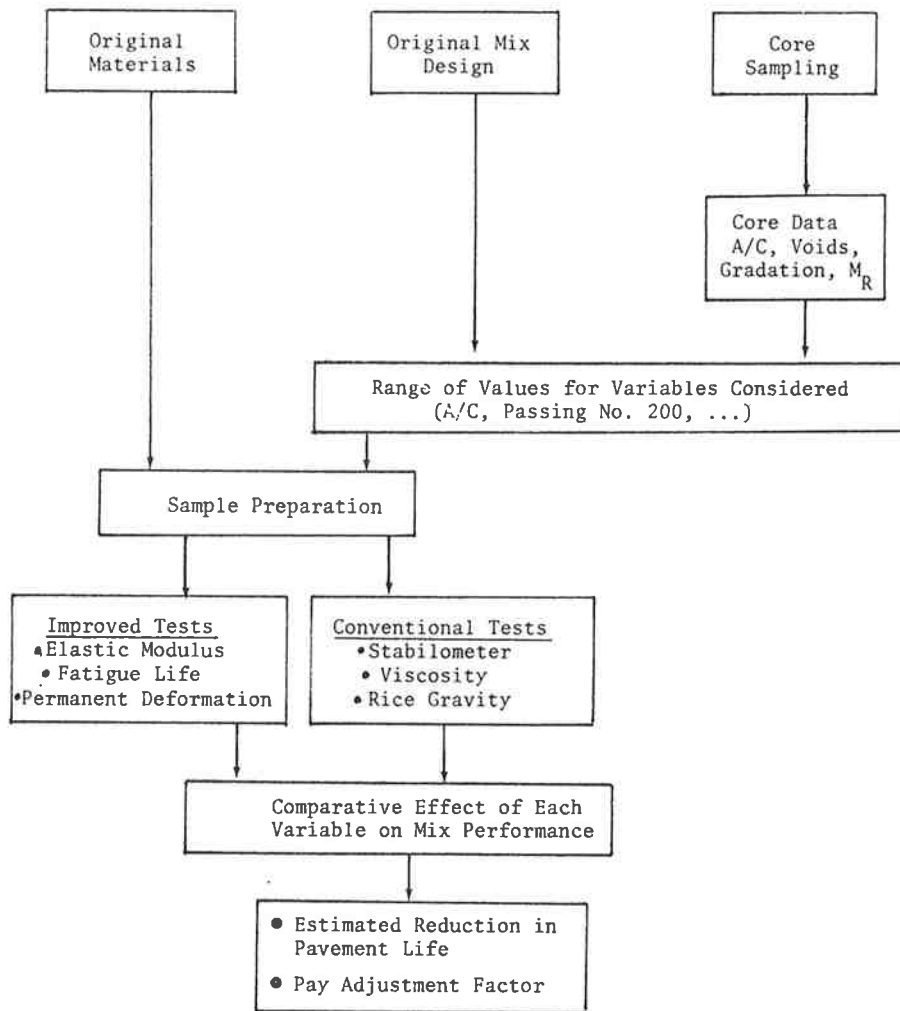 Original
Materials
Original Mix
Design
Core
Sampling
Core Data
A/C, Voids,
Gradation, M_R
Range of Values for Variables Considered
(A/C, Passing No. 200, ...)
Sample Preparation
Improved Tests
• Elastic Modulus
• Fatigue Life
• Permanent Deformation
Conventional Tests
• Stabilometer
• Viscosity
• Rice Gravity
Comparative Effect of Each
Variable on Mix Performance
• Estimated Reduction in
Pavement Life
• Pay Adjustment Factor